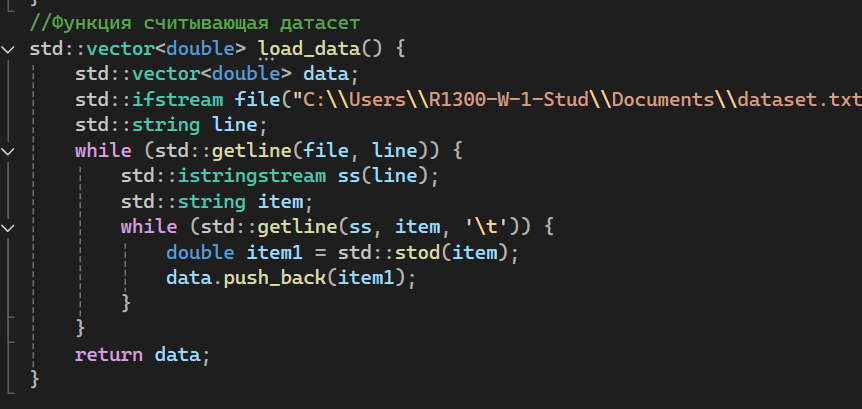 }
//Функция считывающая датасет
std::vector<double> load_data() {
    std::vector<double> data;
    std::ifstream file("C:\\Users\\R1300-W-1-Stud\\Documents\\dataset.txt
    std::string line;
    while (std::getline(file, line)) {
        std::istringstream ss(line);
        std::string item;
        while (std::getline(ss, item, '\t')) {
            double item1 = std::stod(item);
            data.push_back(item1);
        }
    }
    return data;
}